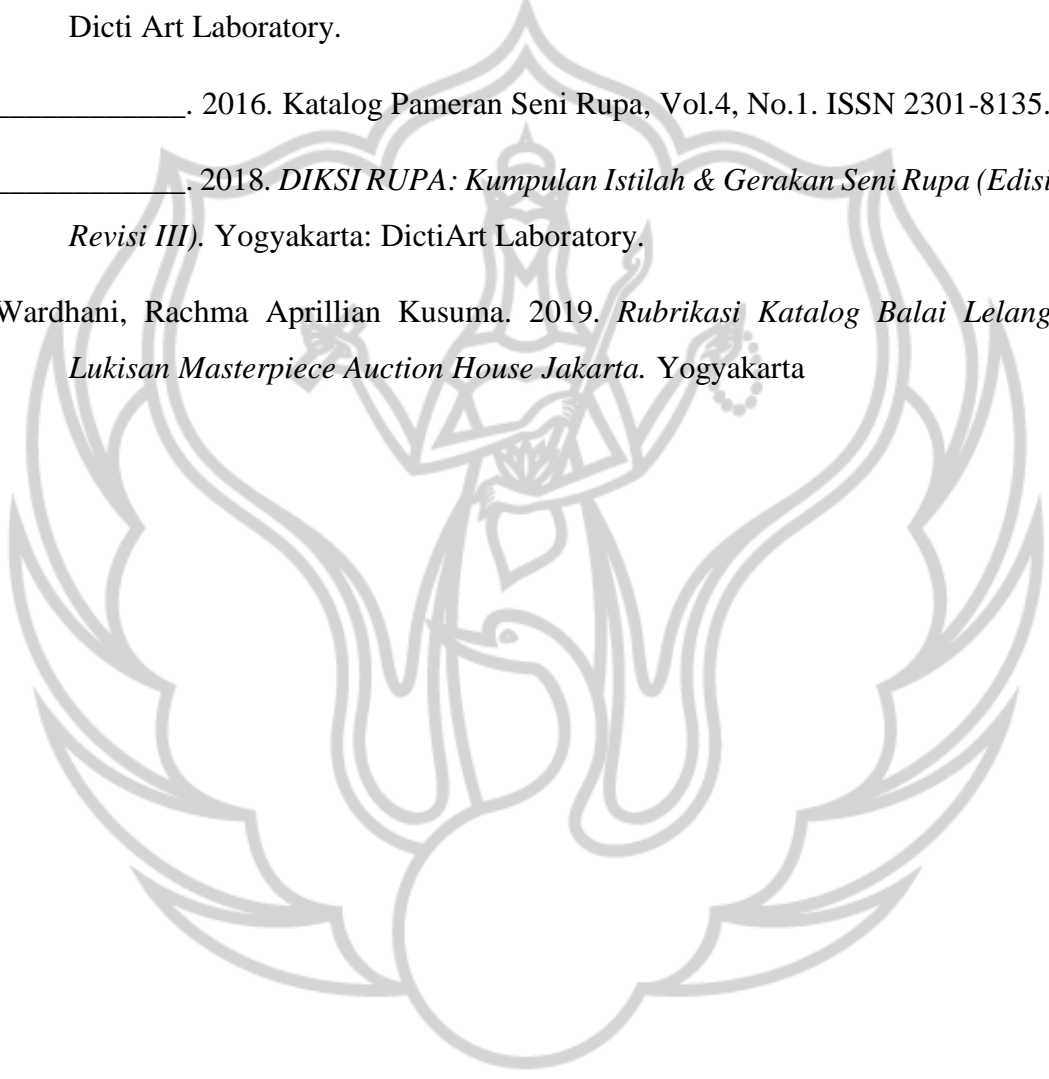 Dicti Art Laboratory.
_____________. 2016. Katalog Pameran Seni Rupa, Vol.4, No.1. ISSN 2301-8135.
_____________. 2018. DIKSI RUPA: Kumpulan Istilah & Gerakan Seni Rupa (Edisi
Revisi III). Yogyakarta: DictiArt Laboratory.
Wardhani, Rachma Aprillian Kusuma. 2019. Rubrikasi Katalog Balai Lelang
Lukisan Masterpiece Auction House Jakarta. Yogyakarta